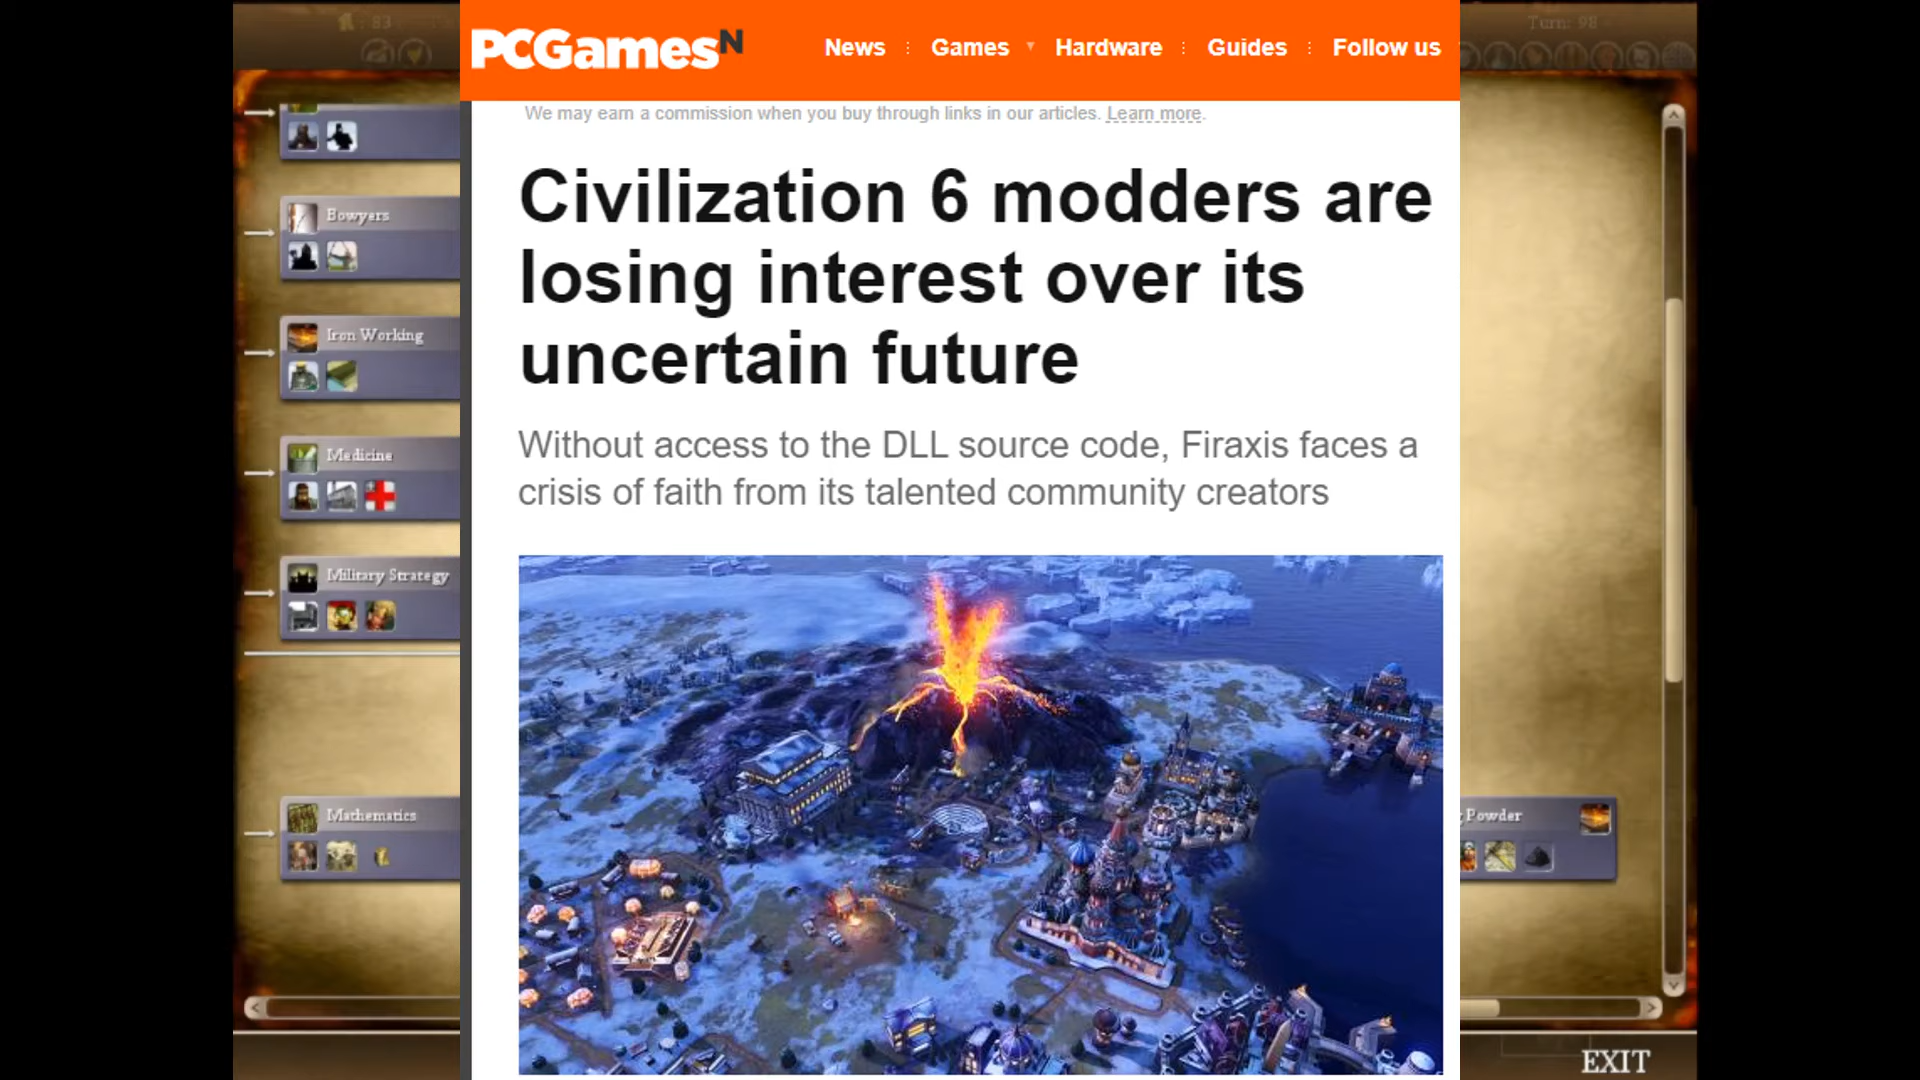 : 83
Turn: 98
PCGamesN
News
Games
Hardware
Guides
Follow us
We may earn a commission when you buy through links in our articles. Learn more.
Civilization 6 modders are
losing interest over its
uncertain future
Without access to the DLL source code, Firaxis faces a
crisis of faith from its talented community creators
Bowyers
Iron Working
Medicine
Military Strategy
Mathematics
Powder
EXIT